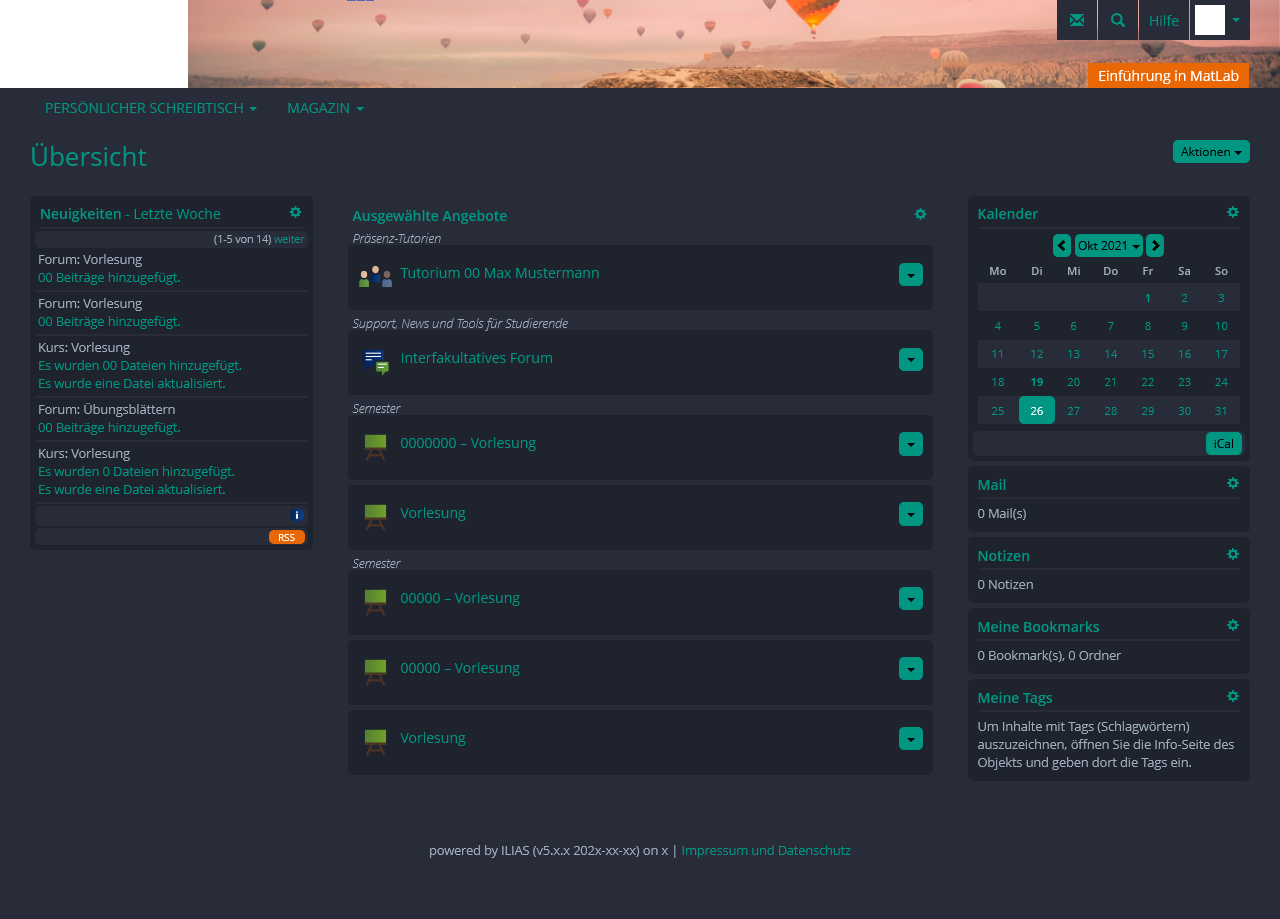 Hilfe
Einführung in MatLab
PERSÖNLICHER SCHREIBTISCH
MAGAZIN
Übersicht
Aktionen
Neuigkeiten - Letzte Woche
(1-5 von 14) weiter
Forum: Vorlesung
00 Beiträge hinzugefügt.
Forum: Vorlesung
00 Beiträge hinzugefügt.
Kurs: Vorlesung
Es wurden 00 Dateien hinzugefügt.
Es wurde eine Datei aktualisiert.
Forum: Übungsblättern
00 Beiträge hinzugefügt.
Kurs: Vorlesung
Es wurden 0 Dateien hinzugefügt.
Es wurde eine Datei aktualisiert.
i
RSS
Ausgewählte Angebote
Präsenz-Tutorien
Tutorium 00 Max Mustermann
Support, News und Tools für Studierende
Interfakultatives Forum
Semester
0000000 – Vorlesung
Vorlesung
Semester
00000 – Vorlesung
00000 – Vorlesung
Vorlesung
Kalender
Okt 2021
Mo Di Mi Do Fr Sa So
1 2 3
4 5 6 7 8 9 10
11 12 13 14 15 16 17
18 19 20 21 22 23 24
25 26 27 28 29 30 31
iCal
Mail
0 Mail(s)
Notizen
0 Notizen
Meine Bookmarks
0 Bookmark(s), 0 Ordner
Meine Tags
Um Inhalte mit Tags (Schlagwörtern)
auszuzeichnen, öffnen Sie die Info-Seite des
Objekts und geben dort die Tags ein.
powered by ILIAS (v5.x.x 202x-xx-xx) on x | Impressum und Datenschutz